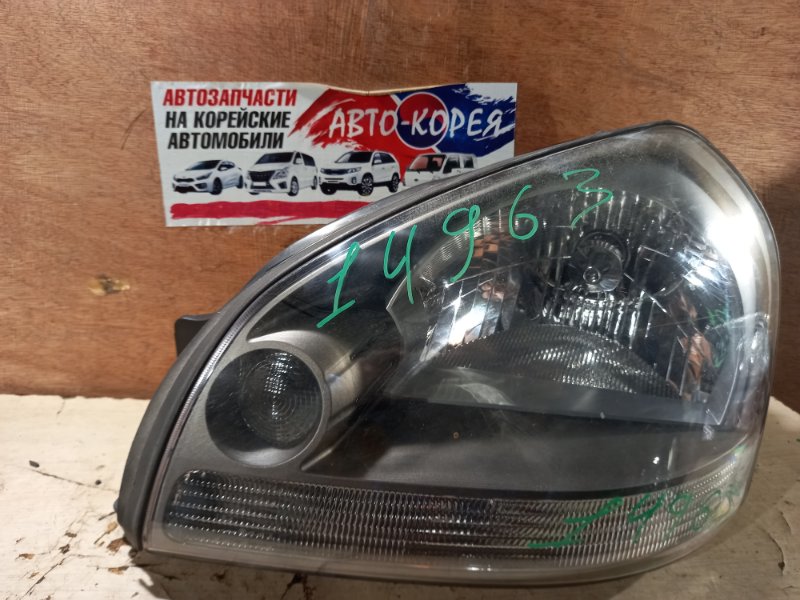 АВТОЗАПЧАСТИ
НА КОРЕЙСКИЕ
АВТОМОБИЛИ
АВТО-КОРЕЯ
14963